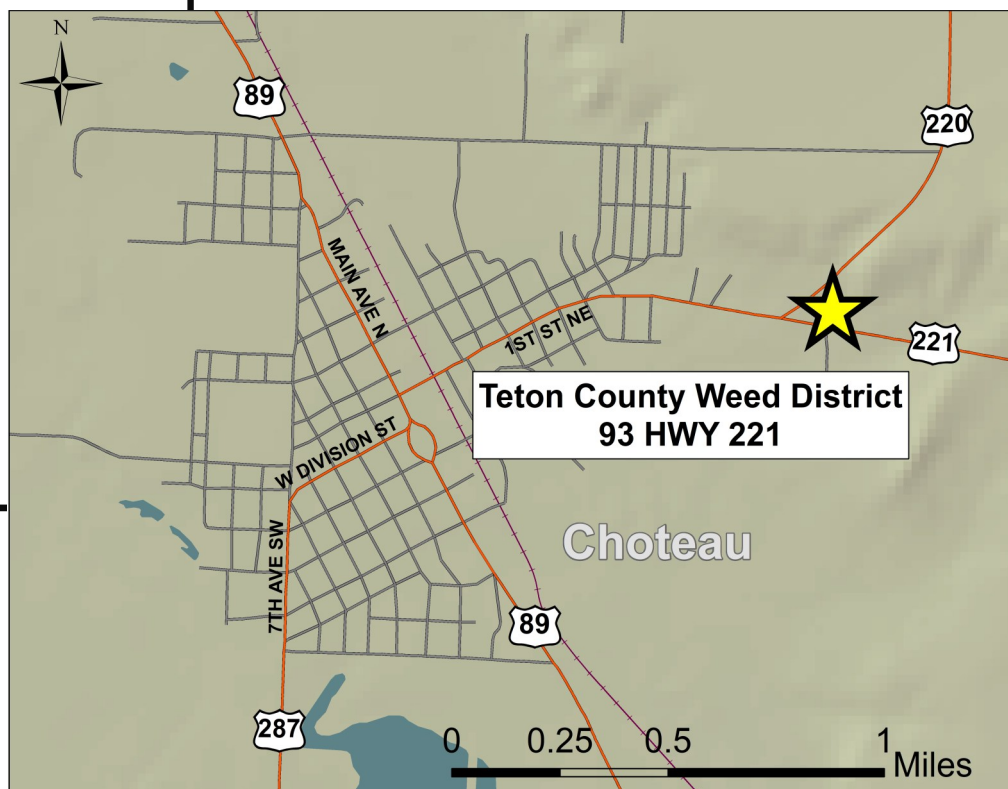 N
89
220
MAIN AVE N
1ST ST NE
221
Teton County Weed District
93 HWY 221
W DIVISION ST
Choteau
7TH AVE SW
89
287
0 0.25 0.5 1
Miles